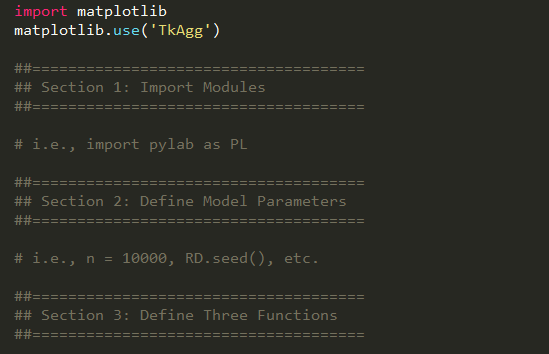 import matplotlib
matplotlib.use('TkAgg')
##=====================================
## Section 1: Import Modules
##=====================================
# i.e., import pylab as PL
##=====================================
## Section 2: Define Model Parameters
##=====================================
# i.e., n = 10000, RD.seed(), etc.
##=====================================
## Section 3: Define Three Functions
##=====================================